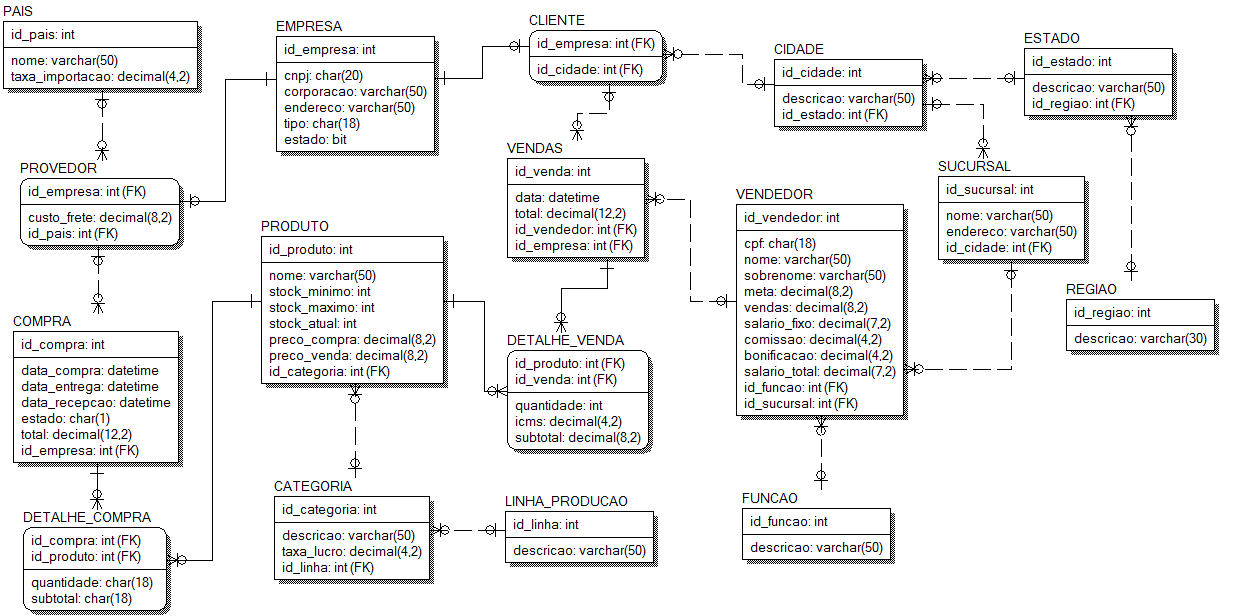 PAIS
id_pais: int
nome: varchar(50)
taxa_importacao: decimal(4,2)
EMPRESA
id_empresa: int
cnpj: char(20)
corporacao: varchar(50)
endereco: varchar(50)
tipo: char(18)
estado: bit
CLIENTE
id_empresa: int (FK)
id_cidade: int (FK)
CIDADE
id_cidade: int
descricao: varchar(50)
id_estado: int (FK)
ESTADO
id_estado: int
descricao: varchar(50)
id_regiao: int (FK)
PROVEDOR
id_empresa: int (FK)
custo_frete: decimal(8,2)
id_pais: int (FK)
VENDAS
id_venda: int
data: datetime
total: decimal(12,2)
id_vendedor: int (FK)
id_empresa: int (FK)
SUCURSAL
id_sucursal: int
nome: varchar(50)
endereco: varchar(50)
id_cidade: int (FK)
VENDEDOR
id_vendedor: int
cpf: char(18)
nome: varchar(50)
sobrenome: varchar(50)
meta: decimal(8,2)
vendas: decimal(8,2)
salario_fixo: decimal(7,2)
comissao: decimal(4,2)
bonificacao: decimal(4,2)
salario_total: decimal(7,2)
id_funcao: int (FK)
id_sucursal: int (FK)
PRODUTO
id_produto: int
nome: varchar(50)
stock_minimo: int
stock_maximo: int
stock_atual: int
preco_compra: decimal(8,2)
preco_venda: decimal(8,2)
id_categoria: int (FK)
REGIAO
id_regiao: int
descricao: varchar(30)
COMPRA
id_compra: int
data_compra: datetime
data_entrega: datetime
data_recepcao: datetime
estado: char(1)
total: decimal(12,2)
id_empresa: int (FK)
DETALHE_VENDA
id_produto: int (FK)
id_venda: int (FK)
quantidade: int
icms: decimal(4,2)
subtotal: decimal(8,2)
CATEGORIA
id_categoria: int
descricao: varchar(50)
taxa_lucro: decimal(4,2)
id_linha: int (FK)
LINHA_PRODUCAO
id_linha: int
descricao: varchar(50)
FUNCAO
id_funcao: int
descricao: varchar(50)
DETALHE_COMPRA
id_compra: int (FK)
id_produto: int (FK)
quantidade: char(18)
subtotal: char(18)